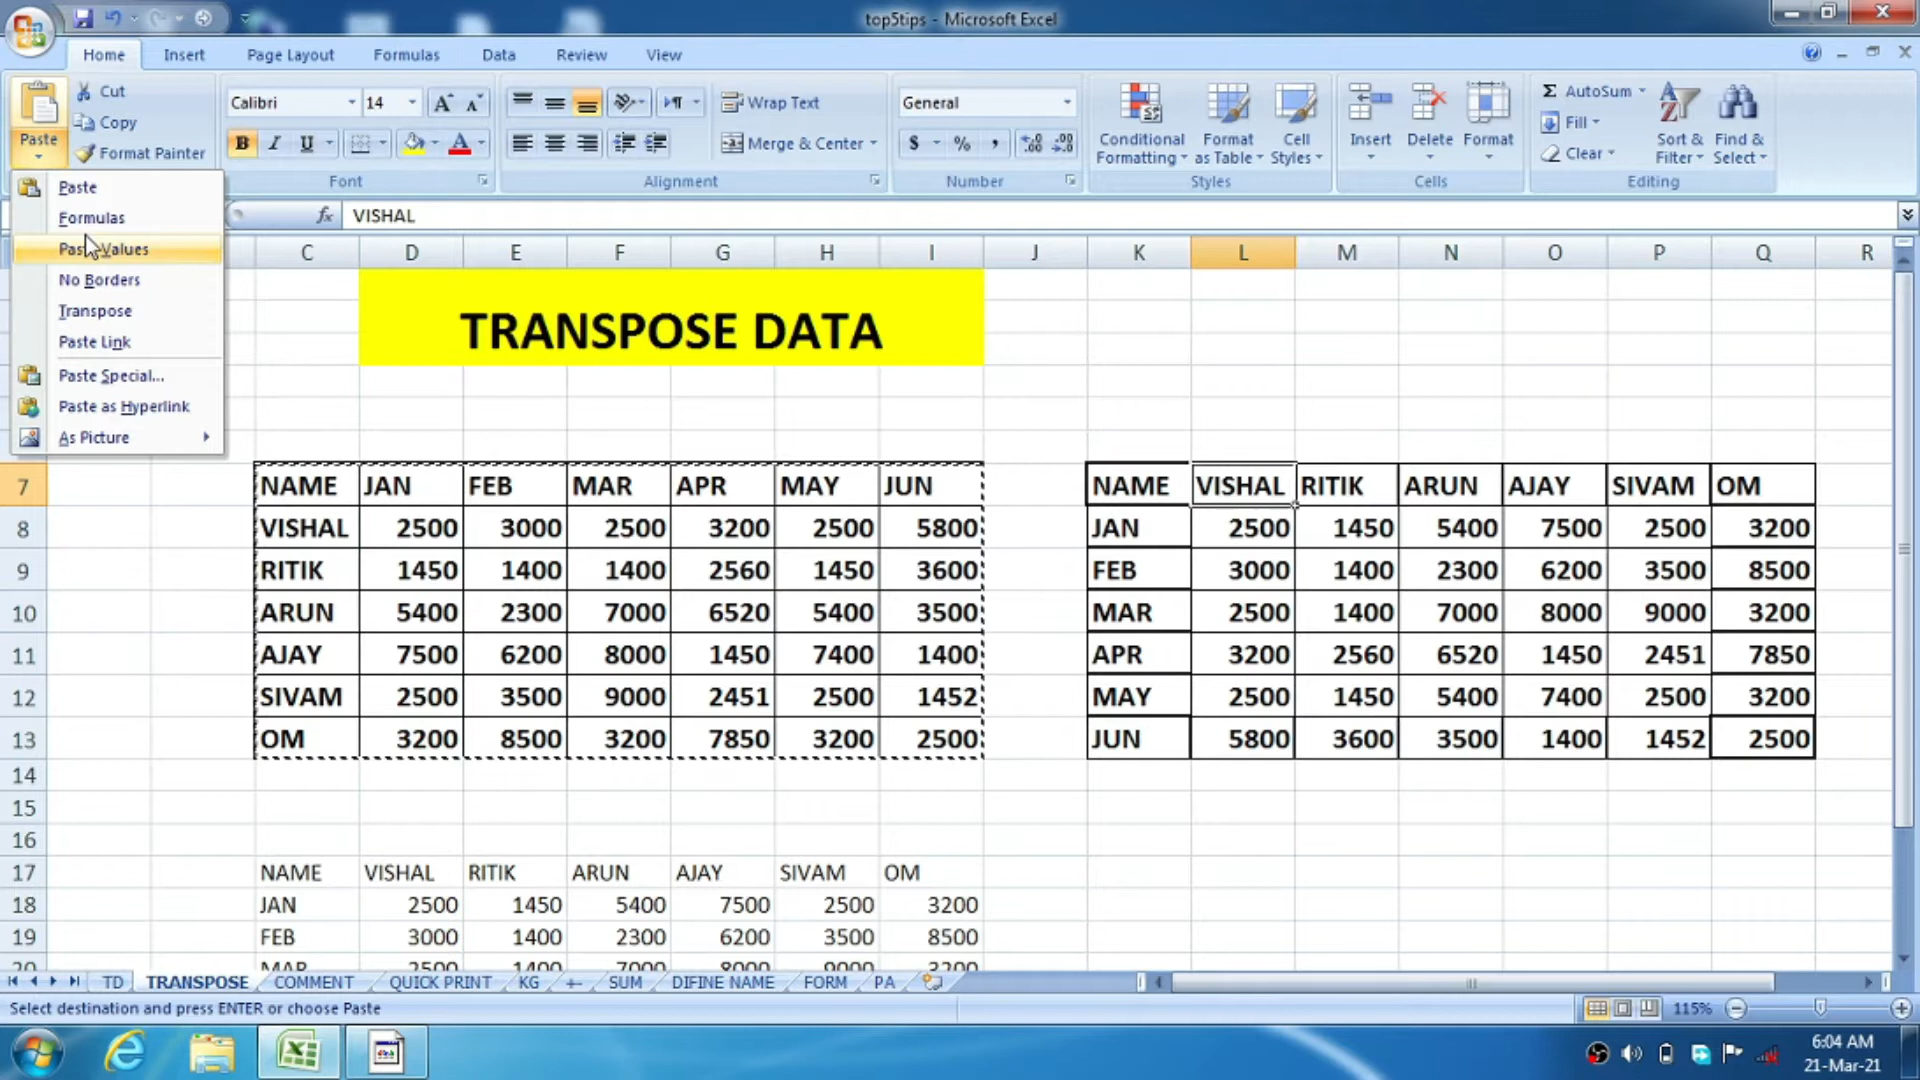 top5tips - Microsoft Excel
Home Insert Page Layout Formulas Data Review View
Paste Cut Copy Format Painter
Calibri 14 B I U Font
Wrap Text Merge & Center Alignment
General $ % , Number
Conditional Formatting Format as Table Cell Styles Styles
Insert Delete Format Cells
Σ AutoSum Fill Clear Sort & Filter Find & Select Editing
Paste
Formulas
Paste Values
No Borders
Transpose
Paste Link
Paste Special...
Paste as Hyperlink
As Picture
fx VISHAL
C D E F G H I J K L M N O P Q R
TRANSPOSE DATA
7 NAME JAN FEB MAR APR MAY JUN NAME VISHAL RITIK ARUN AJAY SIVAM OM
8 VISHAL 2500 3000 2500 3200 2500 5800 JAN 2500 1450 5400 7500 2500 3200
9 RITIK 1450 1400 1400 2560 1450 3600 FEB 3000 1400 2300 6200 3500 8500
10 ARUN 5400 2300 7000 6520 5400 3500 MAR 2500 1400 7000 8000 9000 3200
11 AJAY 7500 6200 8000 1450 7400 1400 APR 3200 2560 6520 1450 2451 7850
12 SIVAM 2500 3500 9000 2451 2500 1452 MAY 2500 1450 5400 7400 2500 3200
13 OM 3200 8500 3200 7850 3200 2500 JUN 5800 3600 3500 1400 1452 2500
14
15
16
17 NAME VISHAL RITIK ARUN AJAY SIVAM OM
18 JAN 2500 1450 5400 7500 2500 3200
19 FEB 3000 1400 2300 6200 3500 8500
20 MAR 2500 1400 7000 8000 9000 3200
TD TRANSPOSE COMMENT QUICK PRINT KG +- SUM DIFINE NAME FORM PA
Select destination and press ENTER or choose Paste 115%
6:04 AM
21-Mar-21